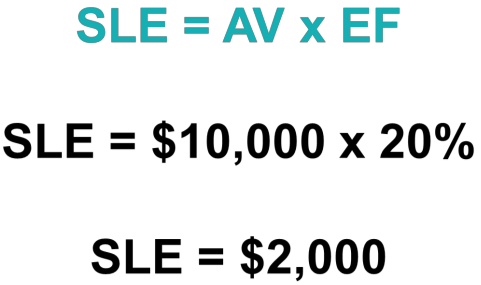 SLE = AV x EF
SLE = $10,000 x 20%
SLE = $2,000